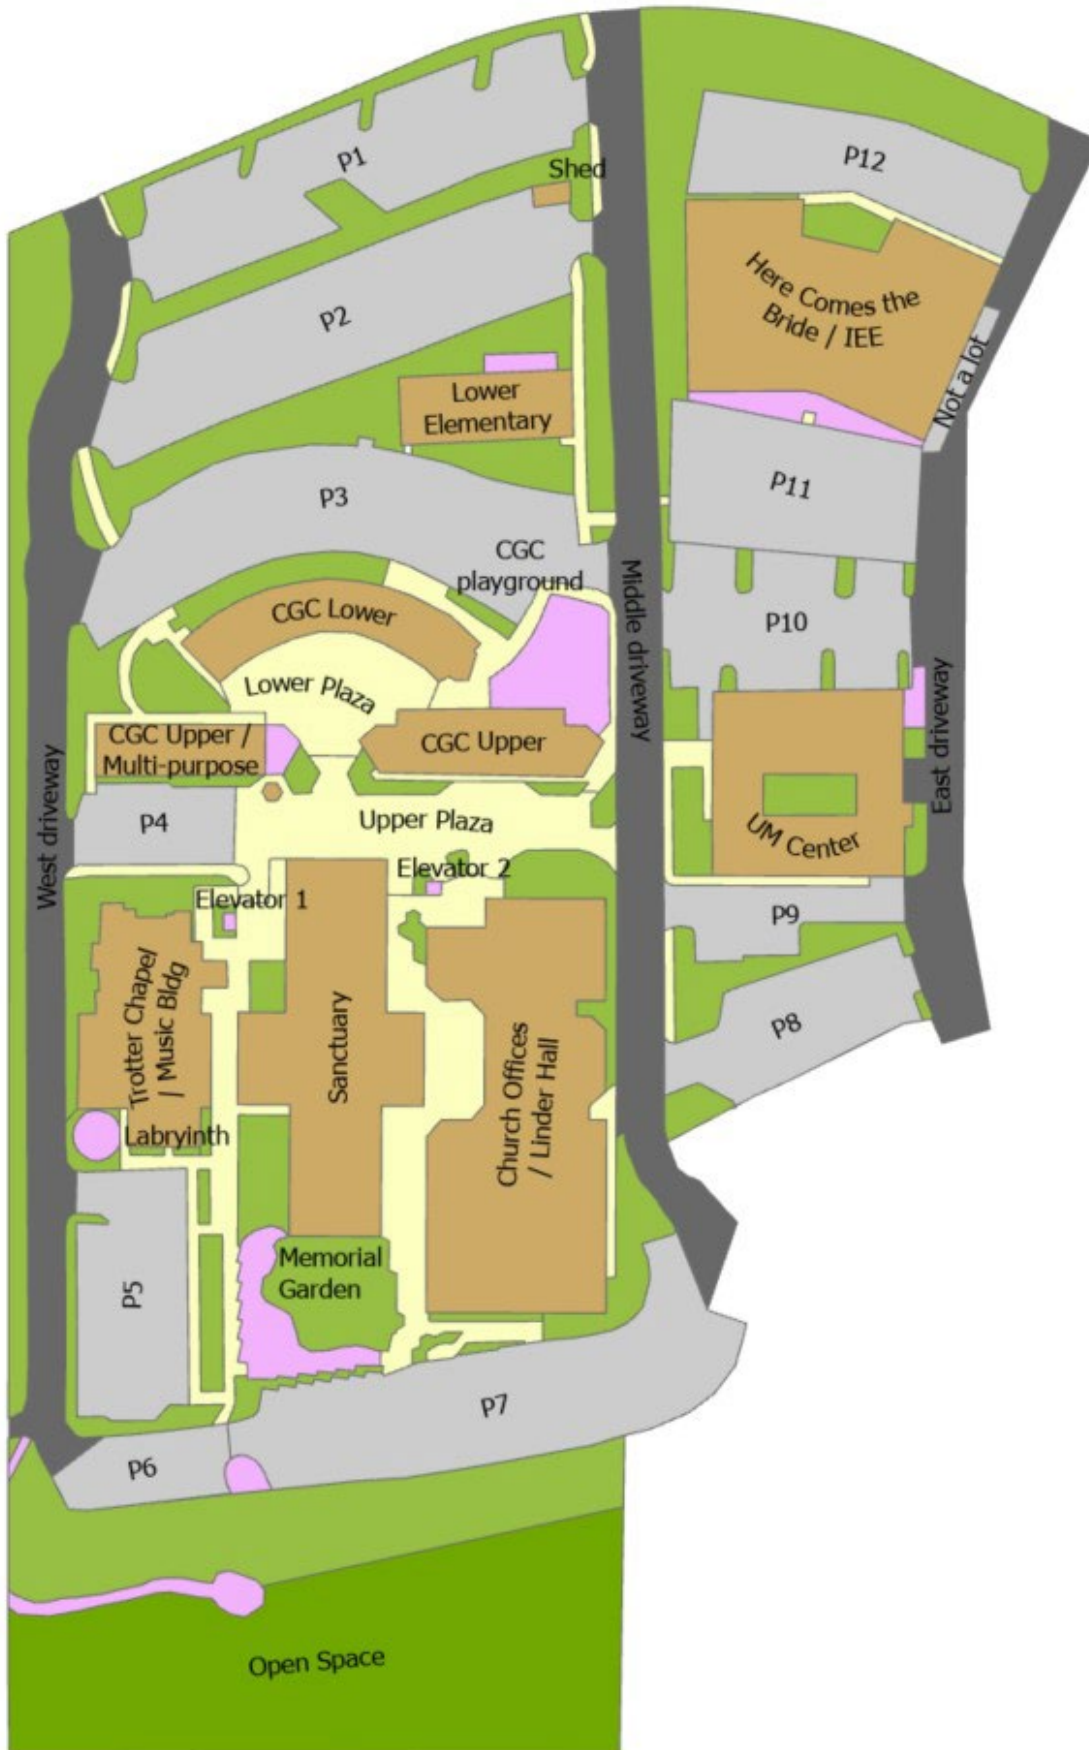 P1
P12
Shed
Here Comes the
Bride / IEE
P2
Not a lot
Lower
Elementary
P3
P11
CGC
playground
CGC Lower
Middle driveway
P10
Lower Plaza
CGC Upper /
Multi-purpose
CGC Upper
East driveway
West driveway
P4
Upper Plaza
UM Center
Elevator 1
Elevator 2
P9
Trotter Chapel
/ Music Bldg
Sanctuary
Church Offices
/ Linder Hall
P8
Labryinth
Memorial
Garden
P5
P7
P6
Open Space